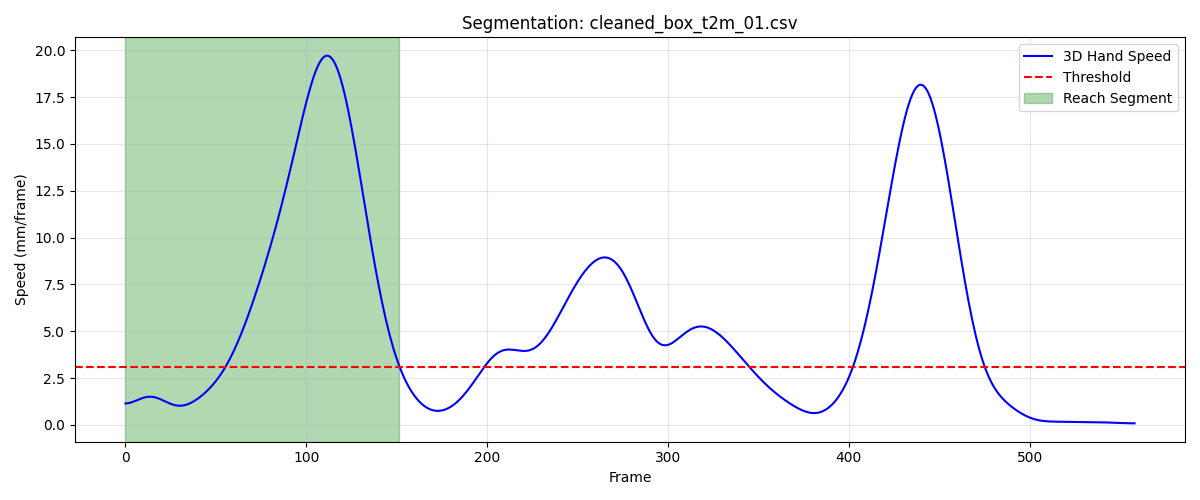 Segmentation: cleaned_box_t2m_01.csv
3D Hand Speed
Threshold
Reach Segment
Speed (mm/frame)
20.0
17.5
15.0
12.5
10.0
7.5
5.0
2.5
0.0
0 100 200 300 400 500
Frame